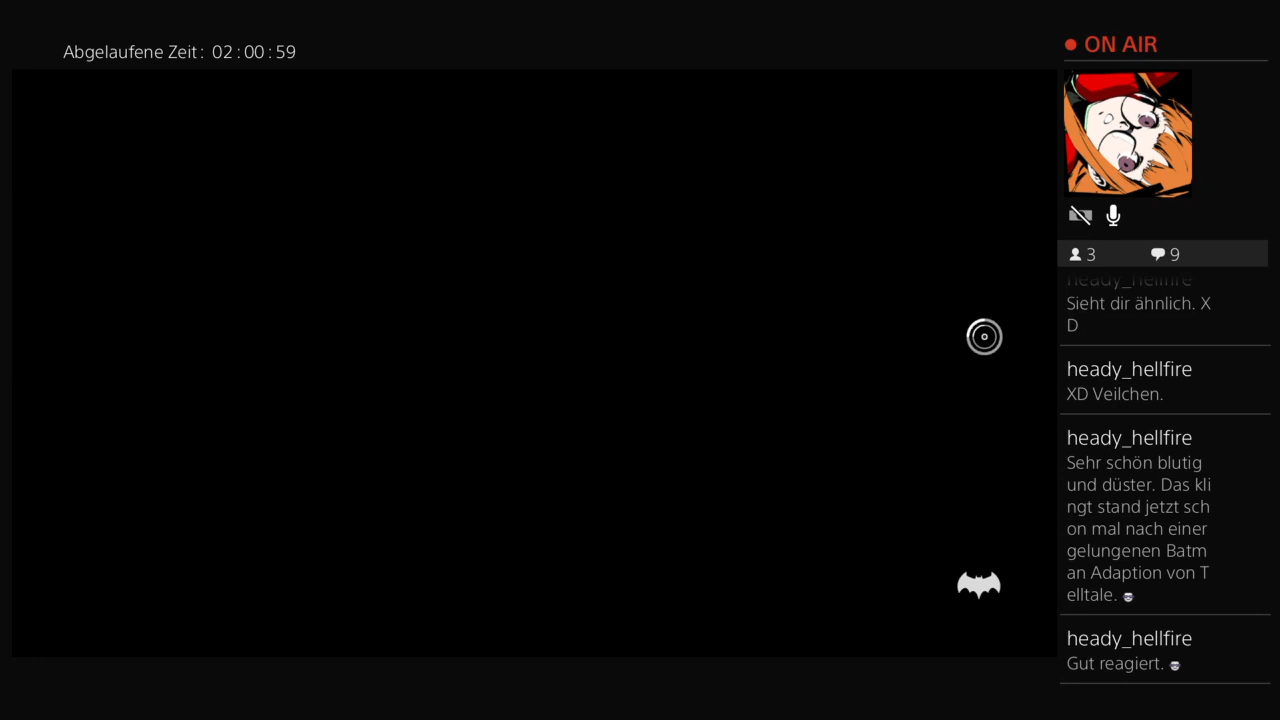 Abgelaufene Zeit: 02:00:59
ON AIR
3
9
heady_hellfire
Sieht dir ähnlich. X
D
heady_hellfire
XD Veilchen.
heady_hellfire
Sehr schön blutig
und düster. Das kli
ngt stand jetzt sch
on mal nach einer
gelungenen Batm
an Adaption von T
elltale.
heady_hellfire
Gut reagiert.